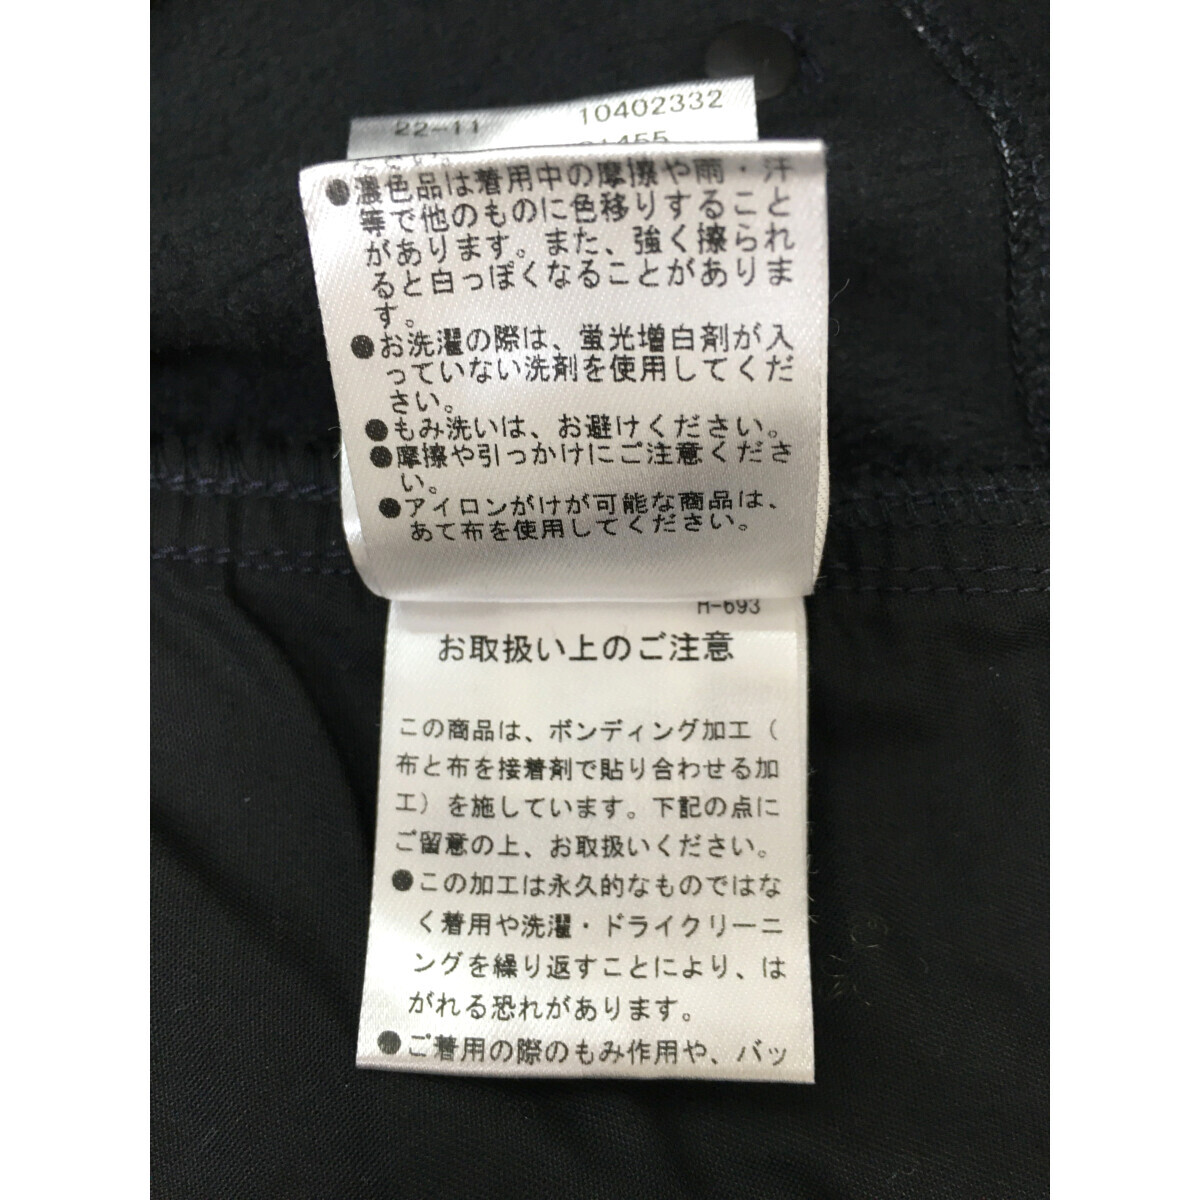 22-11
10402332
●濃色品は着用中の摩擦や雨・汗
等で他のものに色移りすること
があります。また、強く擦られ
ると白っぽくなることがありま
す。
●お洗濯の際は、蛍光増白剤が入
っていない洗剤を使用してくだ
さい。
●もみ洗いは、お避けください。
●摩擦や引っかけにご注意くださ
い。
●アイロンがけが可能な商品は、
あて布を使用してください。
H-693
お取扱い上のご注意
この商品は、ボンディング加工（
布と布を接着剤で貼り合わせる加
工）を施しています。下記の点に
ご留意の上、お取扱いください。
●この加工は永久的なものではな
く着用や洗濯・ドライクリーニ
ングを繰り返すことにより、は
がれる恐れがあります。
●ご着用の際のもみ作用や、バッ